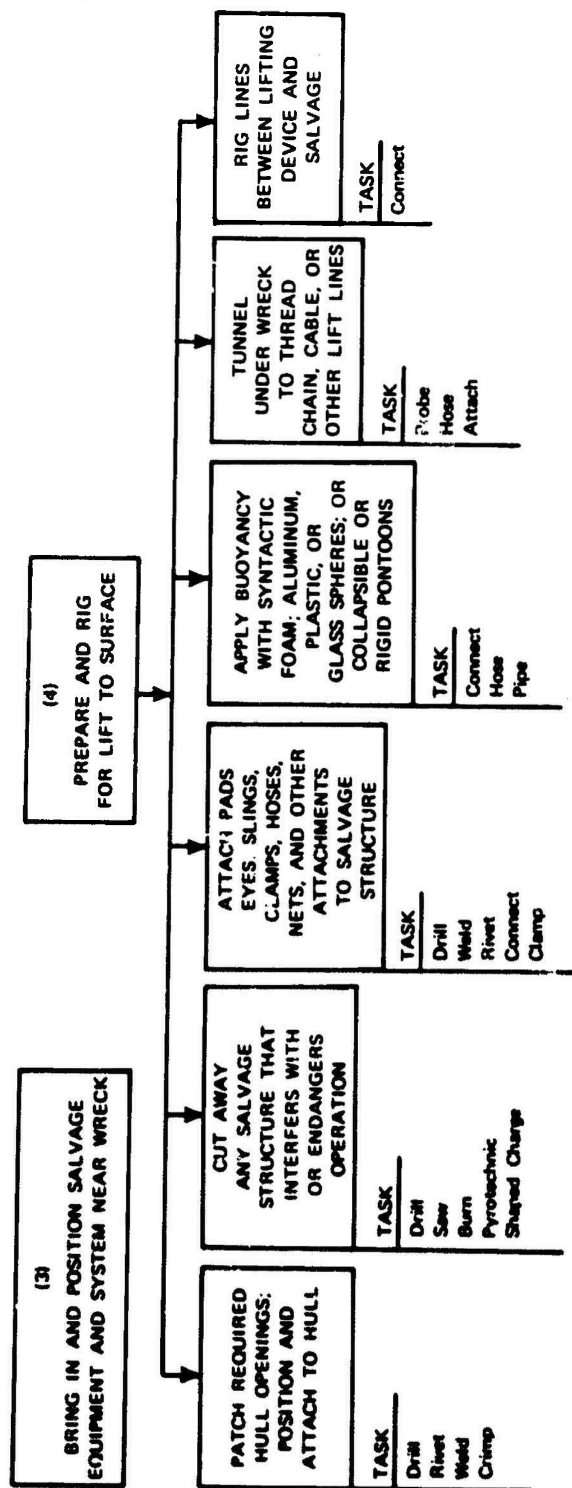 (3)
BRING IN AND POSITION SALVAGE
EQUIPMENT AND SYSTEM NEAR WRECK
(4)
PREPARE AND RIG
FOR LIFT TO SURFACE
PATCH REQUIRED
HULL OPENINGS;
POSITION AND
ATTACH TO HULL
TASK
Drill
Rivet
Weld
Crimp
CUT AWAY
ANY SALVAGE
STRUCTURE THAT
INTERFERS WITH
OR ENDANGERS
OPERATION
TASK
Drill
Saw
Burn
Pyrotechnic
Shaped Charge
ATTACH PADS
EYES, SLINGS,
CLAMPS, HOSES,
NETS, AND OTHER
ATTACHMENTS
TO SALVAGE
STRUCTURE
TASK
Drill
Weld
Rivet
Connect
Clamp
APPLY BUOYANCY
WITH SYNTACTIC
FOAM; ALUMINUM,
PLASTIC, OR
GLASS SPHERES; OR
COLLAPSIBLE OR
RIGID PONTOONS
TASK
Connect
Hose
Pipe
TUNNEL
UNDER WRECK
TO THREAD
CHAIN, CABLE, OR
OTHER LIFT LINES
TASK
Probe
Hose
Attach
RIG LINES
BETWEEN LIFTING
DEVICE AND
SALVAGE
TASK
Connect